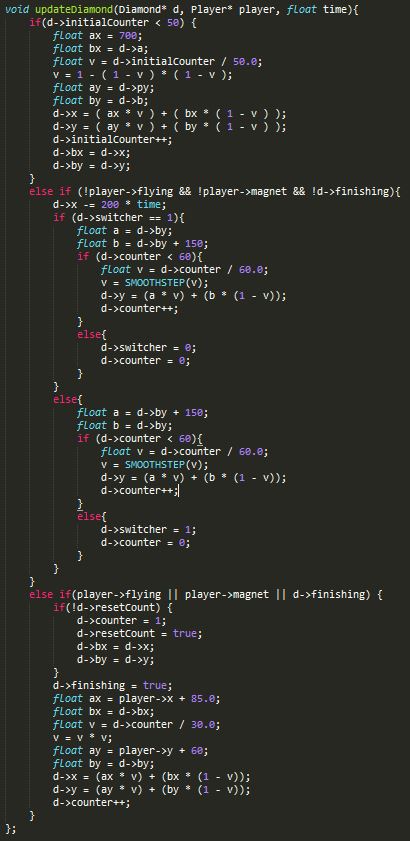 void updateDiamond(Diamond* d, Player* player, float time){
    if(d->initialCounter < 50) {
        float ax = 700;
        float bx = d->a;
        float v = d->initialCounter / 50.0;
        v = 1 - ( 1 - v ) * ( 1 - v );
        float ay = d->py;
        float by = d->b;
        d->x = ( ax * v ) + ( bx * ( 1 - v ) );
        d->y = ( ay * v ) + ( by * ( 1 - v ) );
        d->initialCounter++;
        d->bx = d->x;
        d->by = d->y;
    }
    else if (!player->flying && !player->magnet && !d->finishing){
        d->x -= 200 * time;
        if (d->switcher == 1){
            float a = d->by;
            float b = d->by + 150;
            if (d->counter < 60){
                float v = d->counter / 60.0;
                v = SMOOTHSTEP(v);
                d->y = (a * v) + (b * (1 - v));
                d->counter++;
            }
            else{
                d->switcher = 0;
                d->counter = 0;
            }
        }
        else{
            float a = d->by + 150;
            float b = d->by;
            if (d->counter < 60){
                float v = d->counter / 60.0;
                v = SMOOTHSTEP(v);
                d->y = (a * v) + (b * (1 - v));
                d->counter++;
            }
            else{
                d->switcher = 1;
                d->counter = 0;
            }
        }
    }
    else if(player->flying || player->magnet || d->finishing) {
        if(!d->resetCount) {
            d->counter = 1;
            d->resetCount = true;
            d->bx = d->x;
            d->by = d->y;
        }
        d->finishing = true;
        float ax = player->x + 85.0;
        float bx = d->bx;
        float v = d->counter / 30.0;
        v = v * v;
        float ay = player->y + 60;
        float by = d->by;
        d->x = (ax * v) + (bx * (1 - v));
        d->y = (ay * v) + (by * (1 - v));
        d->counter++;
    }
};